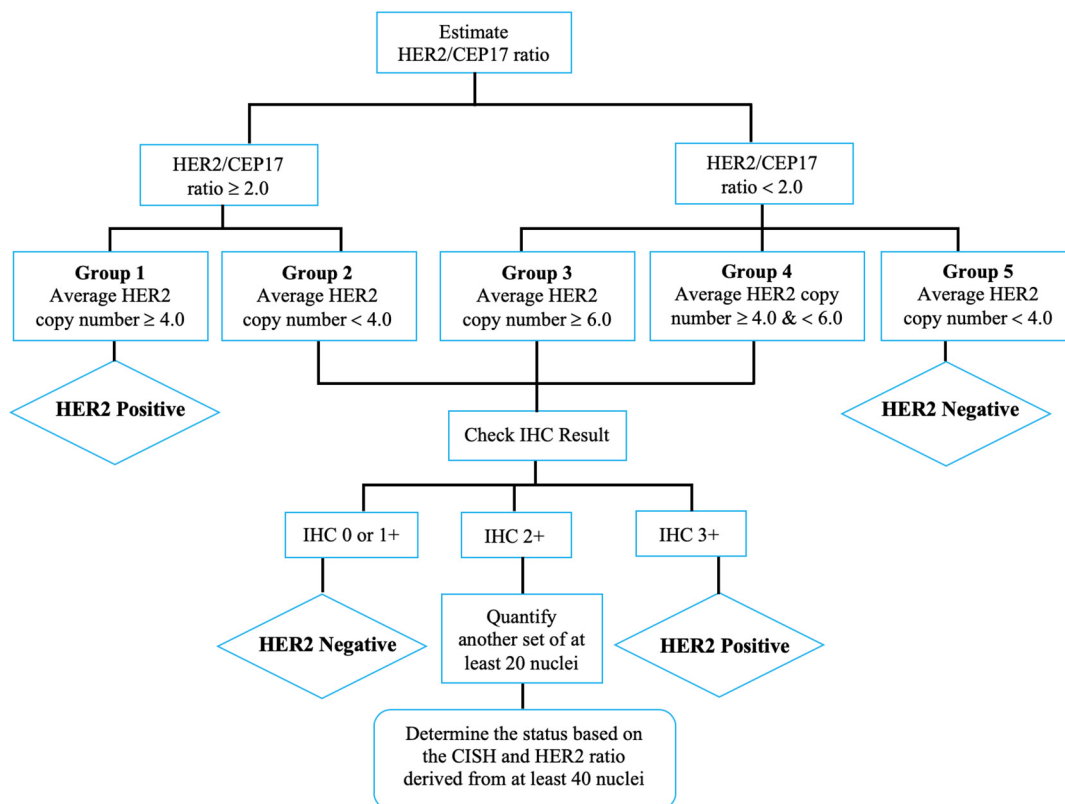 Estimate
HER2/CEP17 ratio
HER2/CEP17
ratio ≥ 2.0
HER2/CEP17
ratio < 2.0
Group 1
Average HER2
copy number ≥ 4.0
Group 2
Average HER2
copy number < 4.0
Group 3
Average HER2
copy number ≥ 6.0
Group 4
Average HER2 copy
number ≥ 4.0 & < 6.0
Group 5
Average HER2
copy number < 4.0
HER2 Positive
HER2 Negative
Check IHC Result
IHC 0 or 1+
IHC 2+
IHC 3+
HER2 Negative
Quantify
another set of at
least 20 nuclei
HER2 Positive
Determine the status based on
the CISH and HER2 ratio
derived from at least 40 nuclei